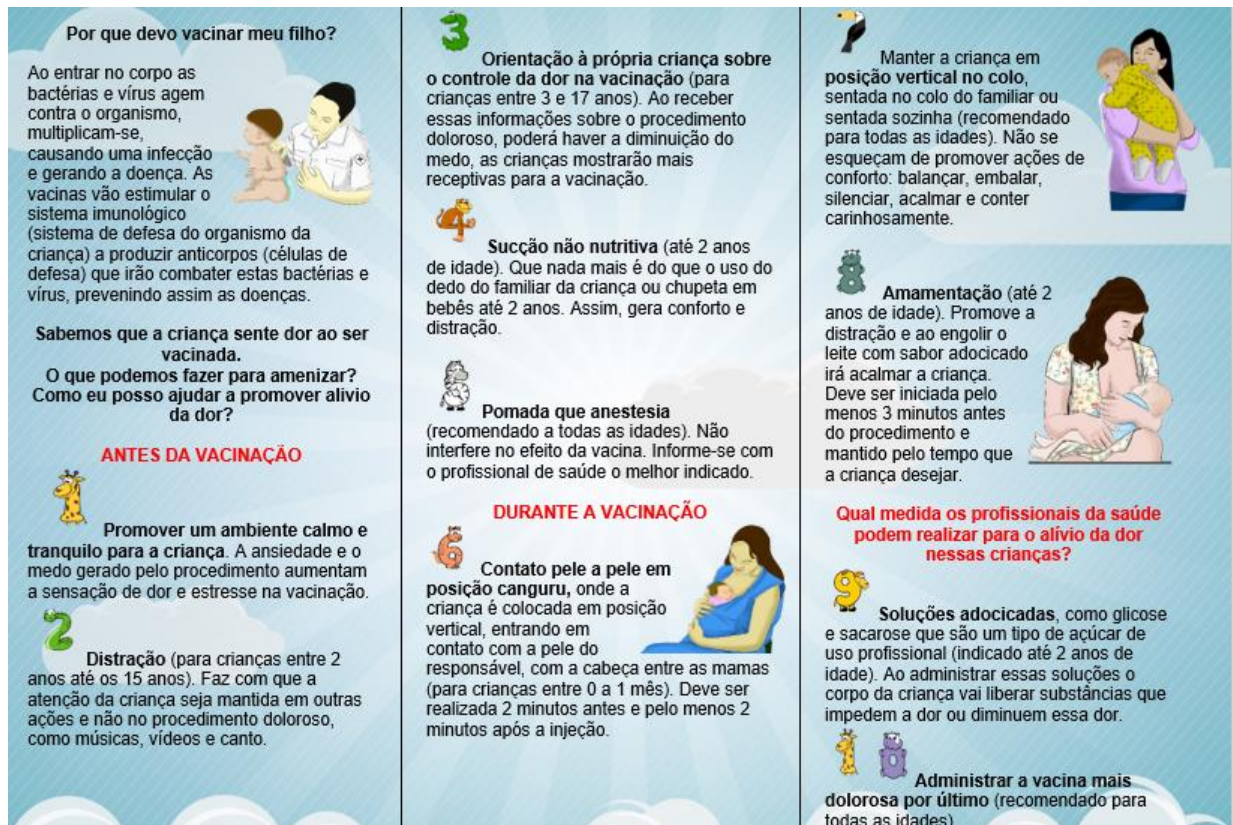 Por que devo vacinar meu filho?
Ao entrar no corpo as
bactérias e vírus agem
contra o organismo,
multiplicam-se,
causando uma infecção
e gerando a doença. As
vacinas vão estimular o
sistema imunológico
(sistema de defesa do organismo da
criança) a produzir anticorpos (células de
defesa) que irão combater estas bactérias e
vírus, prevenindo assim as doenças.
Sabemos que a criança sente dor ao ser
vacinada.
O que podemos fazer para amenizar?
Como eu posso ajudar a promover alivio
da dor?
ANTES DA VACINAÇÃO
1
Promover um ambiente calmo e
tranquilo para a criança. A ansiedade e o
medo gerado pelo procedimento aumentam
a sensação de dor e estresse na vacinação.
2
Distração (para crianças entre 2
anos até os 15 anos). Faz com que a
atenção da criança seja mantida em outras
ações e não no procedimento doloroso,
como músicas, vídeos e canto.
3
Orientação à própria criança sobre
o controle da dor na vacinação (para
crianças entre 3 e 17 anos). Ao receber
essas informações sobre o procedimento
doloroso, poderá haver a diminuição do
medo, as crianças mostrarão mais
receptivas para a vacinação.
4
Sucção não nutritiva (até 2 anos
de idade). Que nada mais é do que o uso do
dedo do familiar da criança ou chupeta em
bebês até 2 anos. Assim, gera conforto e
distração.
5
Pomada que anestesia
(recomendado a todas as idades). Não
interfere no efeito da vacina. Informe-se com
o profissional de saúde o melhor indicado.
DURANTE A VACINAÇÃO
6
Contato pele a pele em
posição canguru, onde a
criança é colocada em posição
vertical, entrando em
contato com a pele do
responsável, com a cabeça entre as mamas
(para crianças entre 0 a 1 mês). Deve ser
realizada 2 minutos antes e pelo menos 2
minutos após a injeção.
7
Manter a criança em
posição vertical no colo,
sentada no colo do familiar ou
sentada sozinha (recomendado
para todas as idades). Não se
esqueçam de promover ações de
conforto: balançar, embalar,
silenciar, acalmar e conter
carinhosamente.
8
Amamentação (até 2
anos de idade). Promove a
distração e ao engolir o
leite com sabor adocicado
irá acalmar a criança.
Deve ser iniciada pelo
menos 3 minutos antes
do procedimento e
mantido pelo tempo que
a criança desejar.
Qual medida os profissionais da saúde
podem realizar para o alívio da dor
nessas crianças?
9
Soluções adocicadas, como glicose
e sacarose que são um tipo de açúcar de
uso profissional (indicado até 2 anos de
idade). Ao administrar essas soluções o
corpo da criança vai liberar substâncias que
impedem a dor ou diminuem essa dor.
10
Administrar a vacina mais
dolorosa por último (recomendado para
todas as idades)